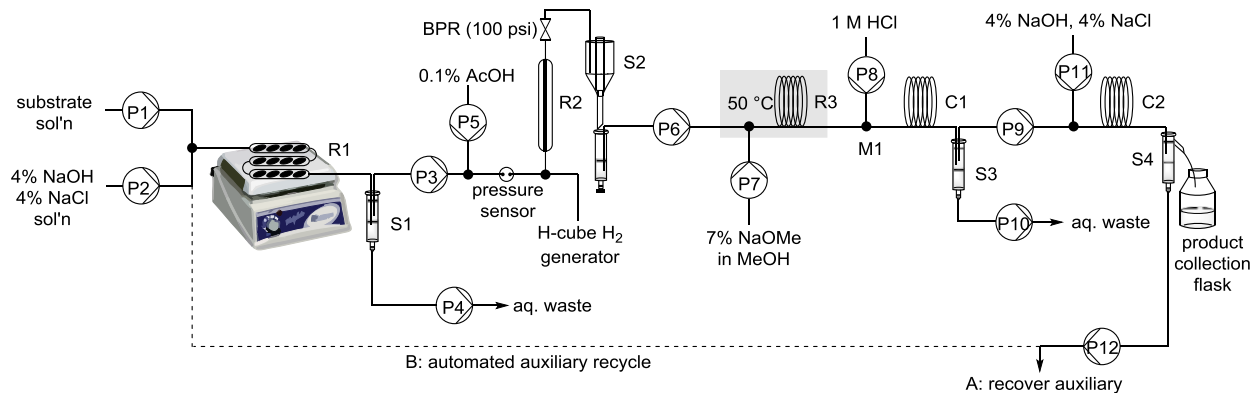 BPR (100 psi)
1 M HCl
4% NaOH, 4% NaCl
S2
0.1% AcOH
P8
P11
substrate
sol'n
P1
R2
50 °C
R3
C1
C2
P5
P6
P9
R1
M1
S3
S4
4% NaOH
4% NaCl
sol'n
P2
P3
P7
pressure
sensor
S1
P10
aq. waste
H-cube H2
generator
7% NaOMe
in MeOH
product
collection
flask
P4
aq. waste
P12
B: automated auxiliary recycle
A: recover auxiliary